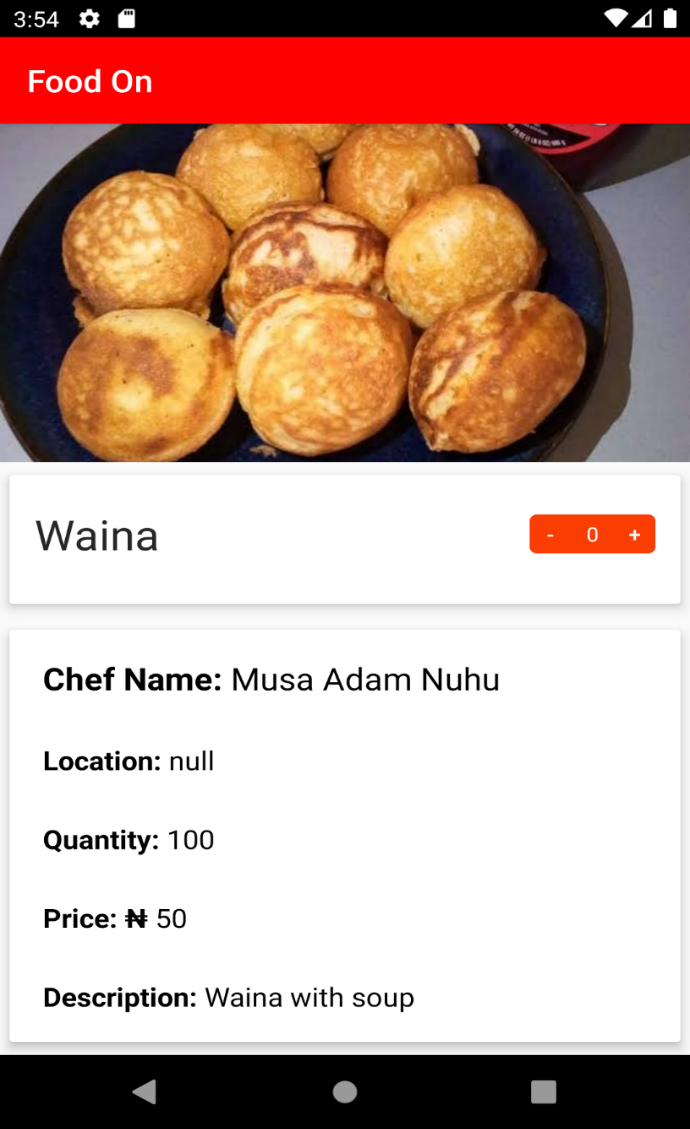 3:54
Food On
Waina
- 0 +
Chef Name: Musa Adam Nuhu
Location: null
Quantity: 100
Price: ₦ 50
Description: Waina with soup